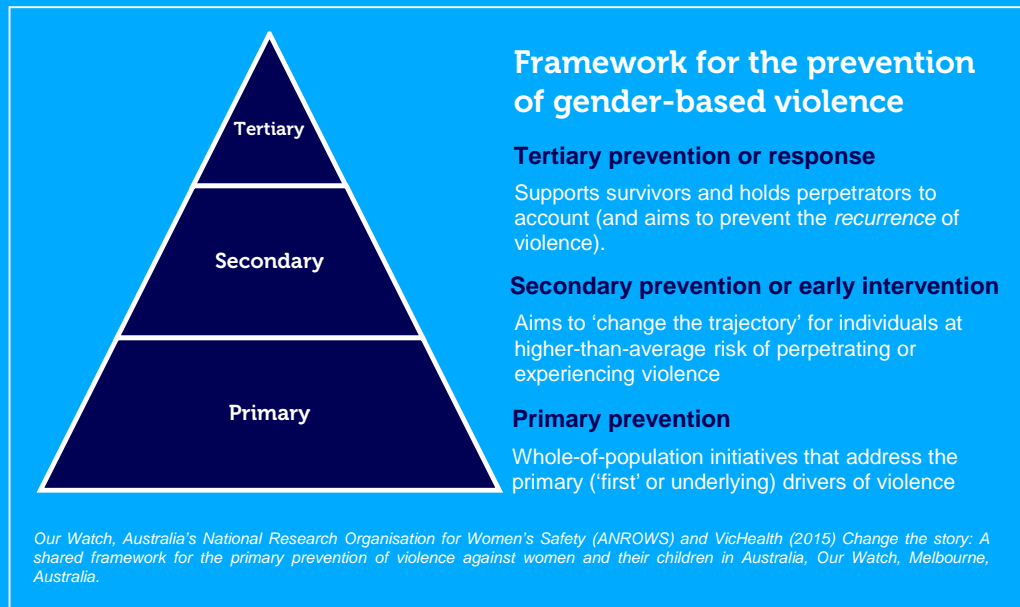 Tertiary
Secondary
Primary
Framework for the prevention
of gender-based violence
Tertiary prevention or response
Supports survivors and holds perpetrators to
account (and aims to prevent the recurrence of
violence).
Secondary prevention or early intervention
Aims to ‘change the trajectory’ for individuals at
higher-than-average risk of perpetrating or
experiencing violence
Primary prevention
Whole-of-population initiatives that address the
primary (‘first’ or underlying) drivers of violence
Our Watch, Australia’s National Research Organisation for Women’s Safety (ANROWS) and VicHealth (2015) Change the story: A
shared framework for the primary prevention of violence against women and their children in Australia, Our Watch, Melbourne,
Australia.